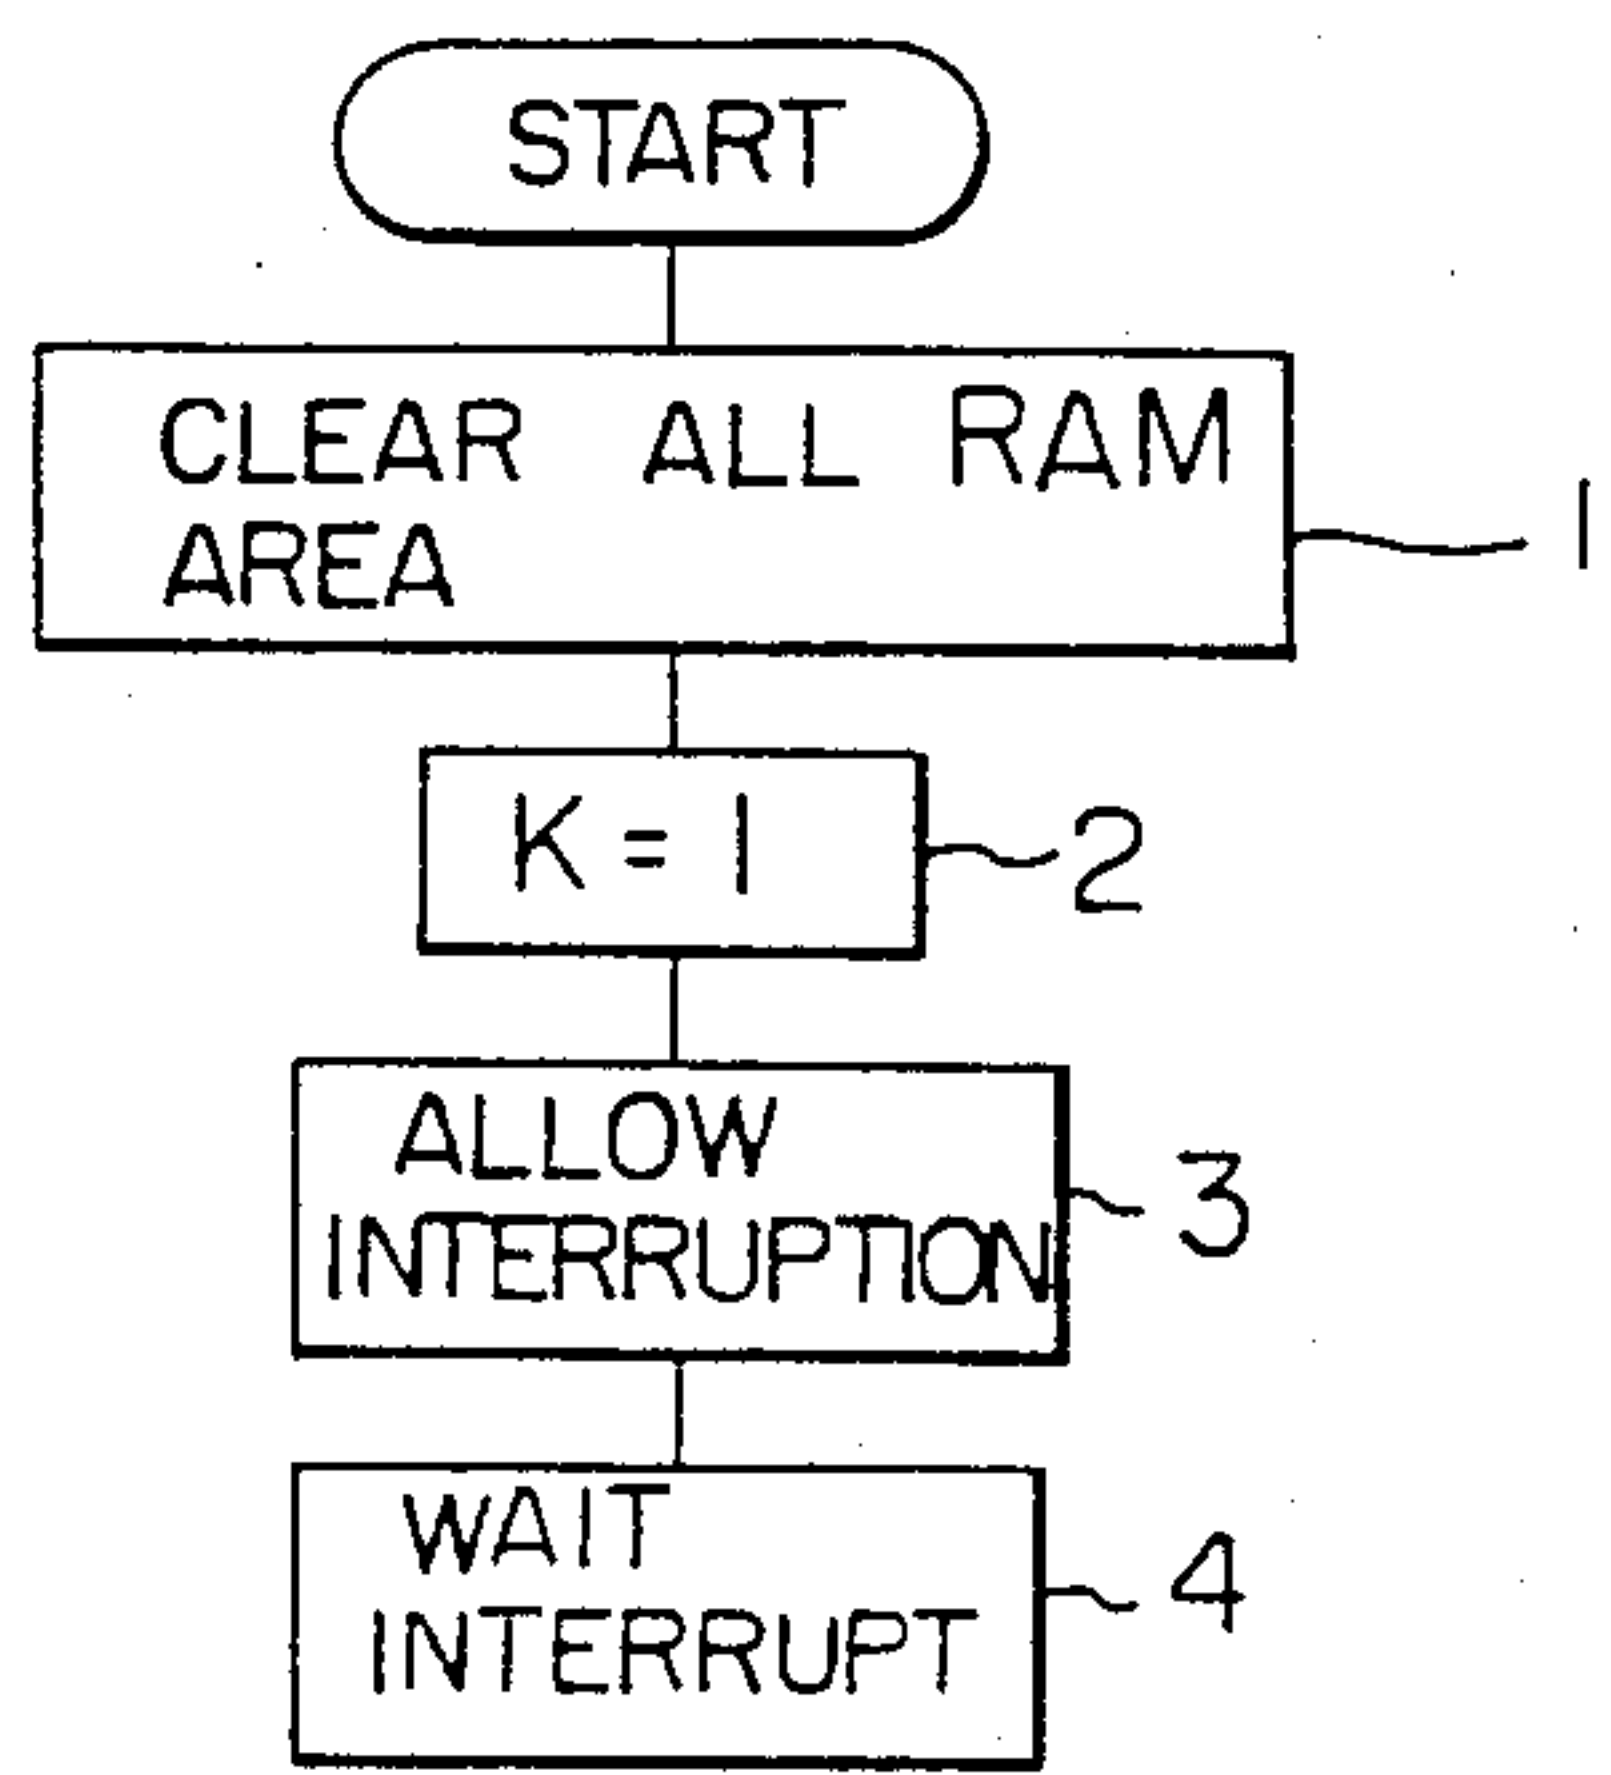 START
CLEAR ALL RAM
AREA
1
K = 1
2
ALLOW
INTERRUPTION
3
WAIT
INTERRUPT
4